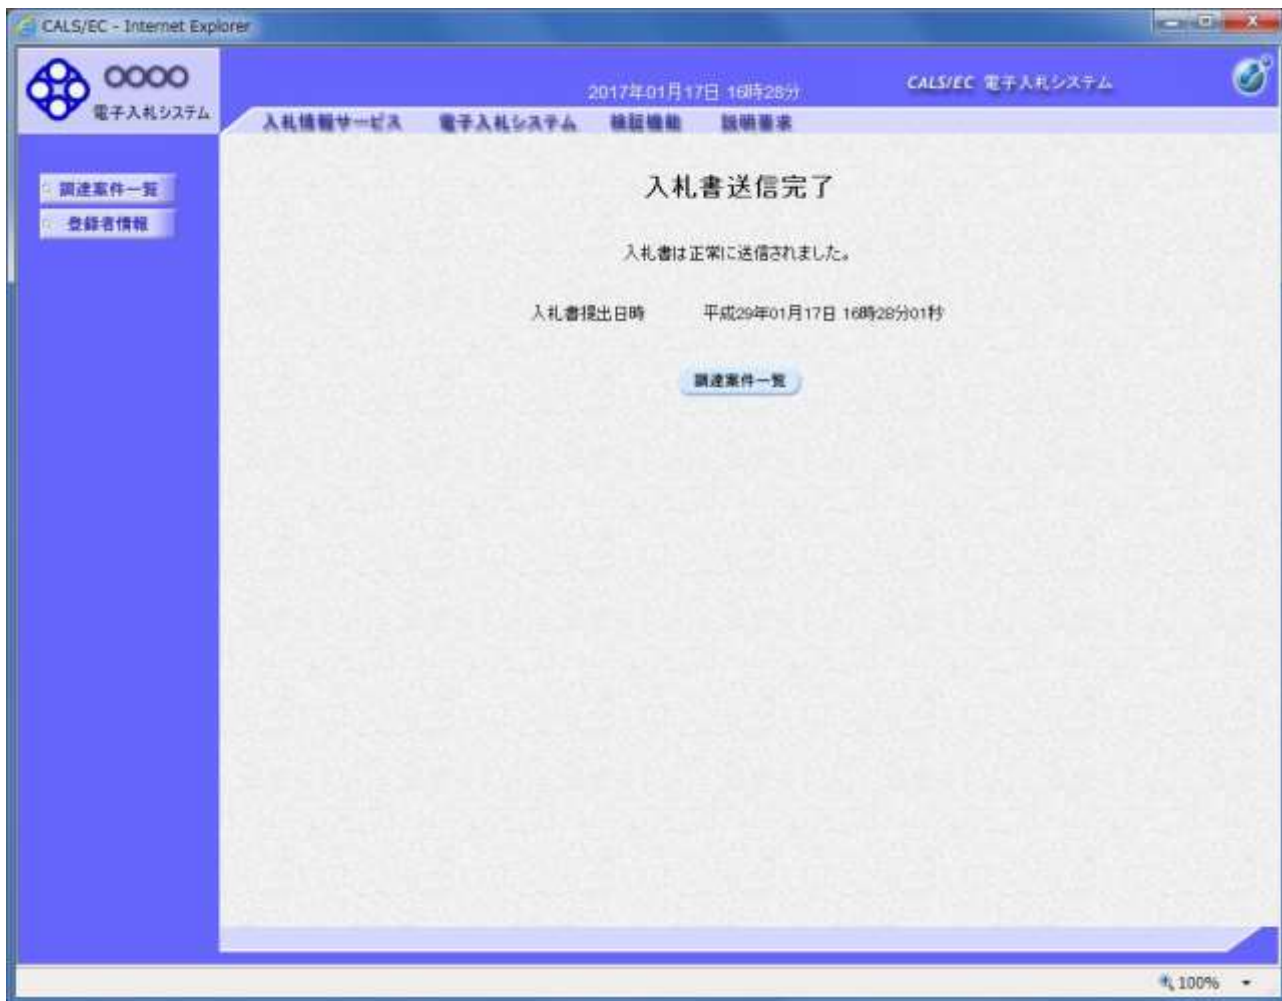 CALS/EC - Internet Explorer
〇〇〇〇
電子入札システム
2017年01月17日 16時28分
CALS/EC 電子入札システム
入札情報サービス 電子入札システム 検証機能 説明要求
調達案件一覧
登録者情報
入札書送信完了
入札書は正常に送信されました。
入札書提出日時 平成29年01月17日 16時28分01秒
調達案件一覧
100%